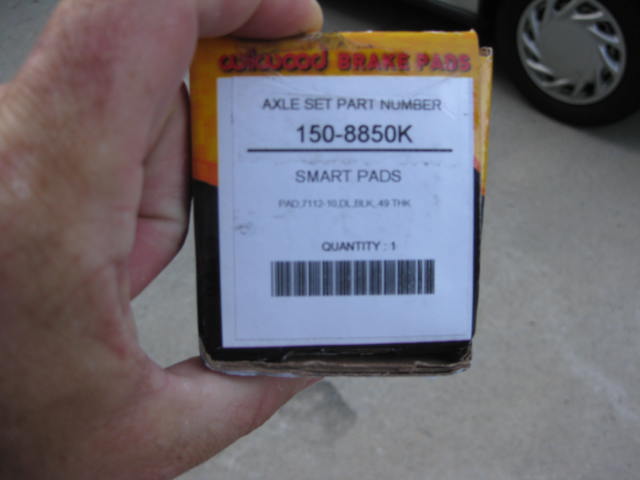 wilwood BRAKE PADS
AXLE SET PART NUMBER
150-8850K
SMART PADS
PAD,7112-10,DL,BLK,.49 THK
QUANTITY : 1